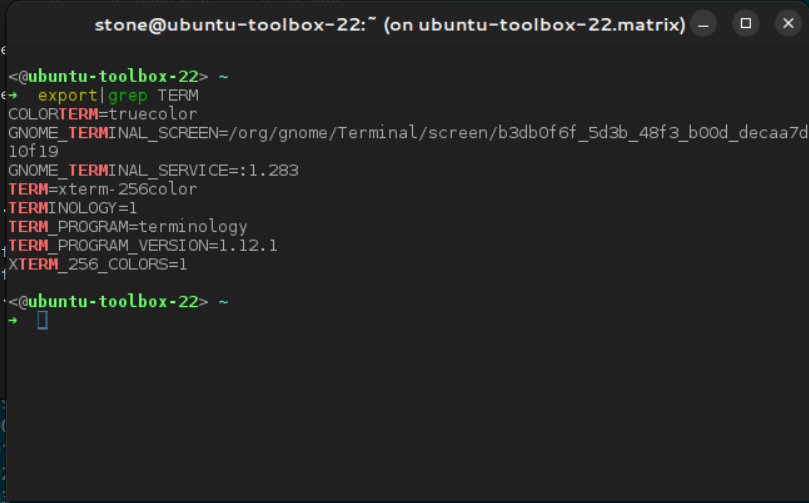 stone@ubuntu-toolbox-22:~ (on ubuntu-toolbox-22.matrix)
<@ubuntu-toolbox-22> ~
➜  export|grep TERM
COLORTERM=truecolor
GNOME_TERMINAL_SCREEN=/org/gnome/Terminal/screen/b3db0f6f_5d3b_48f3_b00d_decaa7d
10f19
GNOME_TERMINAL_SERVICE=:1.283
TERM=xterm-256color
TERMINOLOGY=1
TERM_PROGRAM=terminology
TERM_PROGRAM_VERSION=1.12.1
XTERM_256_COLORS=1
<@ubuntu-toolbox-22> ~
➜